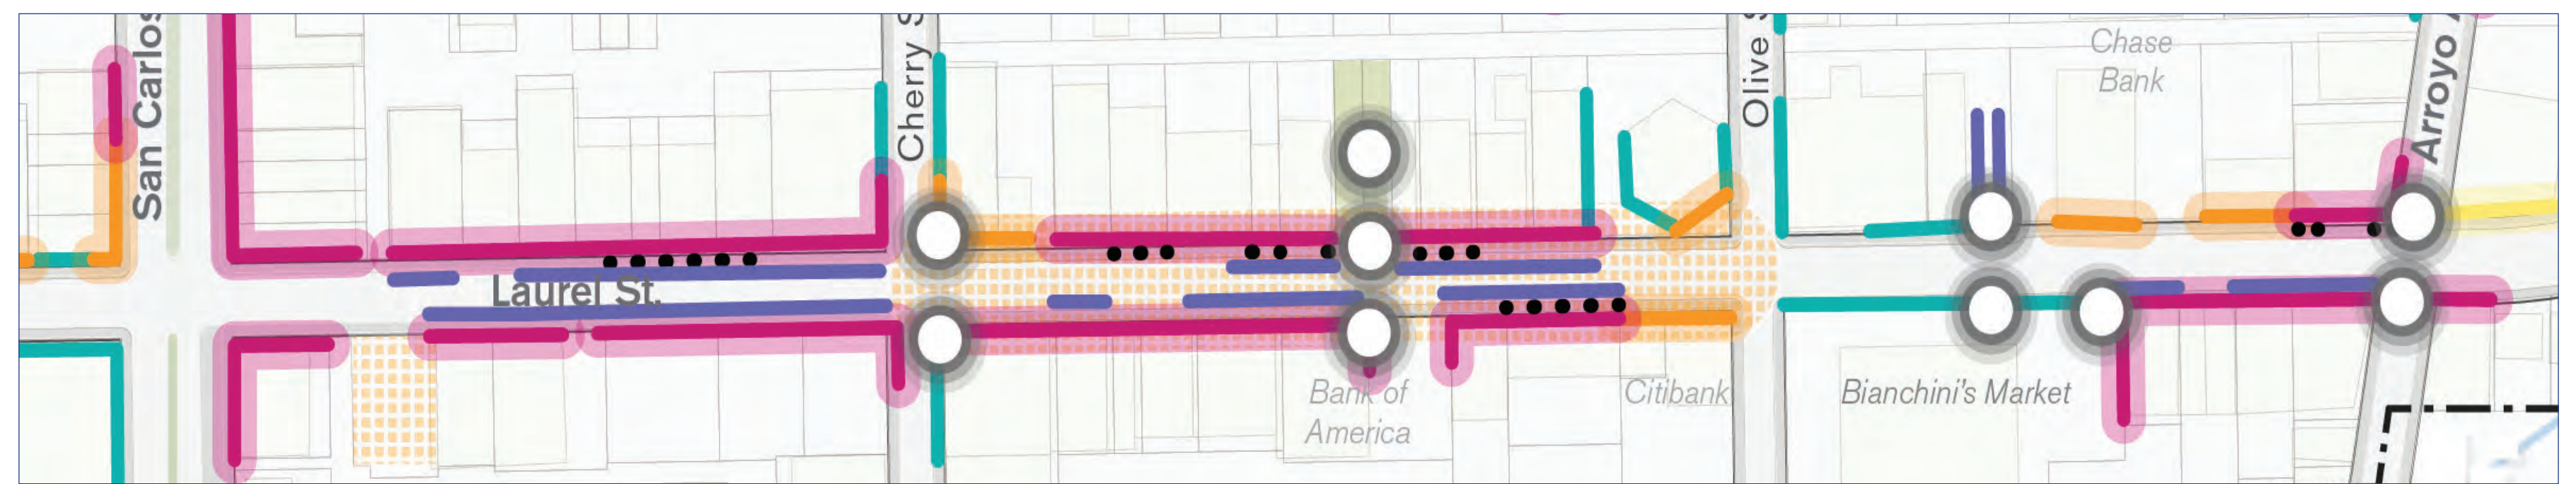 San Carlos
Cherry S
Olive S
Chase
Bank
Arroyo A
Laurel St.
Bank of
America
Citibank
Bianchini's Market